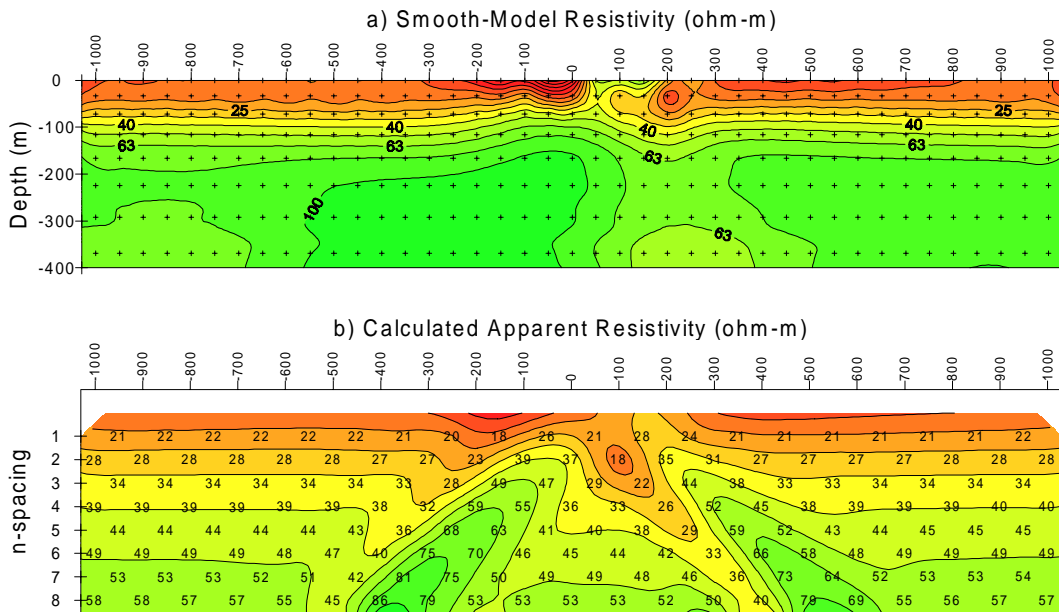 a) Smooth-Model Resistivity (ohm-m)
-1000 -900 -800 -700 -600 -500 -400 -300 -200 -100 0 100 200 300 400 500 600 700 800 900 1000
0
25 25
-100 40 40 40 40
63 63 63 63
-200
100
-300 63
-400
Depth (m)
b) Calculated Apparent Resistivity (ohm-m)
1000 -900 -800 -700 -600 -500 -400 -300 -200 -100 0 100 200 300 400 500 600 700 800 900 1000
n-spacing
1 21 22 22 22 22 22 21 20 18 26 21 28 24 21 21 21 21 21 21 22
2 28 28 28 28 28 28 27 27 23 39 37 18 35 31 27 27 27 27 28 28 28
3 34 34 34 34 34 34 33 28 49 47 29 22 44 38 33 33 34 34 34 34
4 39 39 39 39 39 39 38 32 59 55 36 33 26 52 45 38 39 39 39 40 40
5 44 44 44 44 44 43 36 68 63 41 40 38 29 59 52 43 44 45 45 45
6 49 49 49 49 48 47 40 75 70 46 45 44 42 33 66 58 48 49 49 49 49
7 53 53 53 52 51 42 81 75 50 49 49 48 46 36 73 64 52 53 53 54
8 58 58 57 57 55 45 86 79 53 53 53 53 52 50 40 79 69 55 56 57 57